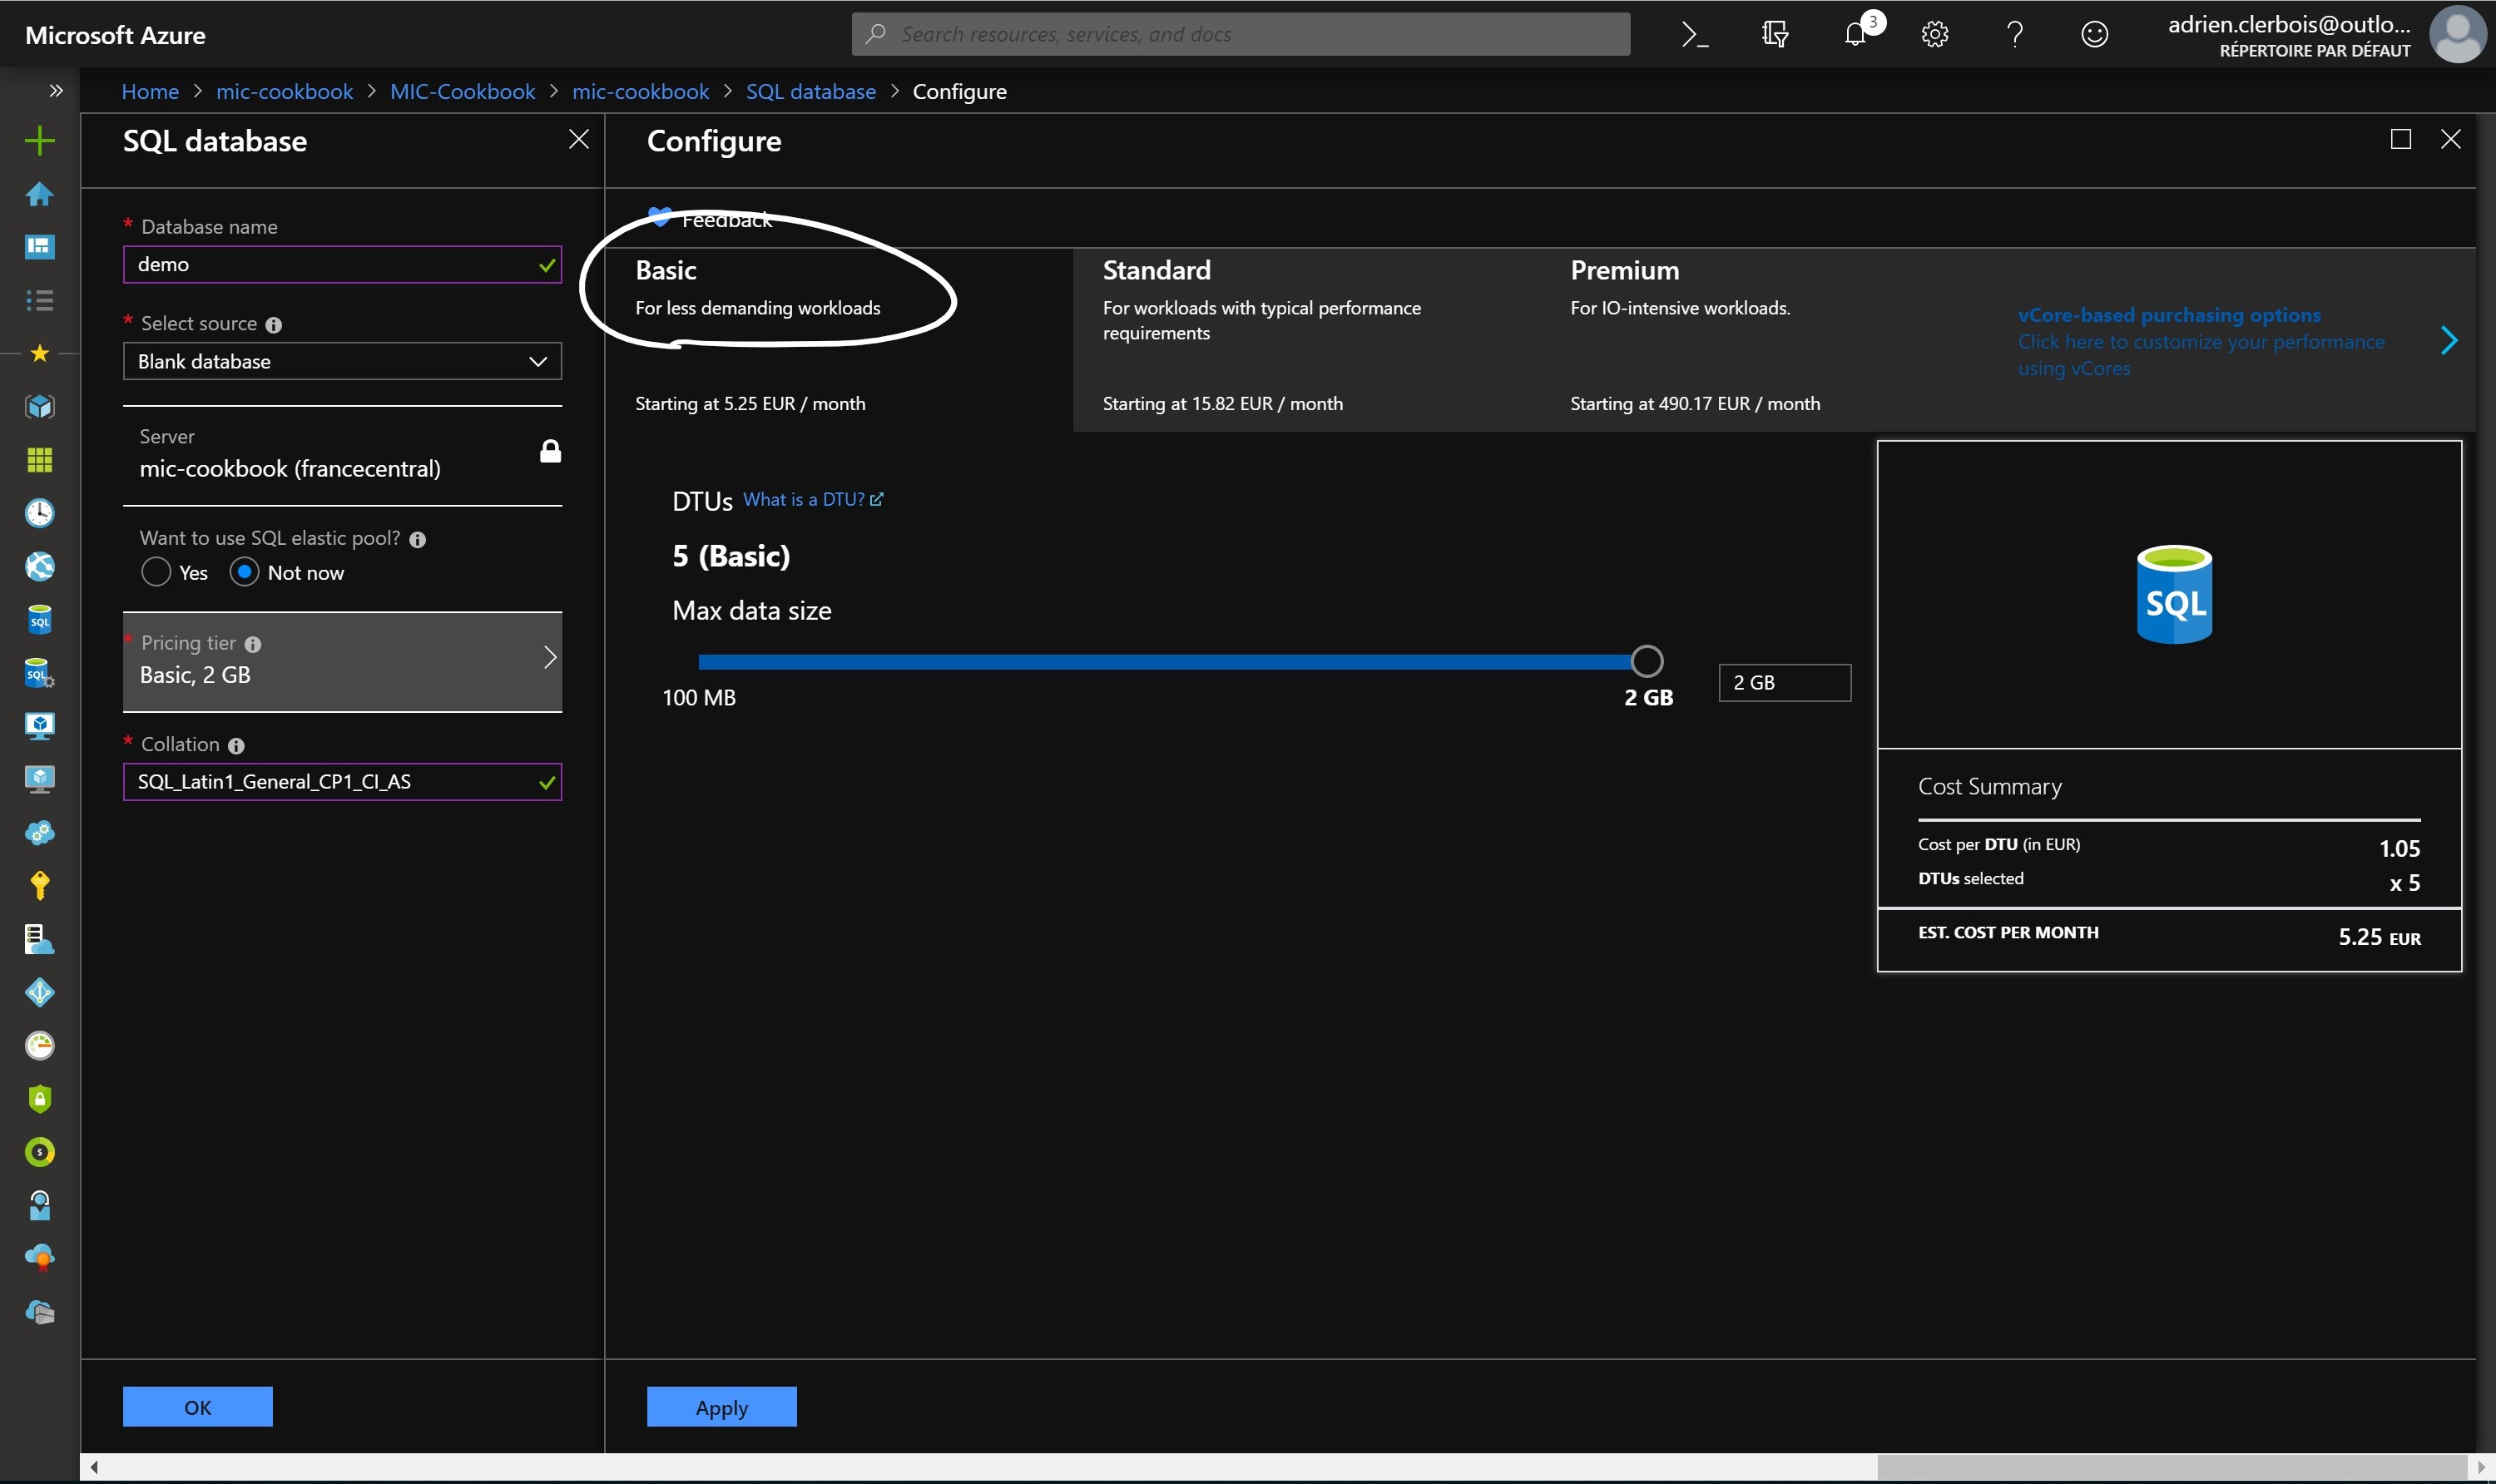 Microsoft Azure
Search resources, services, and docs
3
adrien.clerbois@outlo...
RÉPERTOIRE PAR DÉFAUT
Home > mic-cookbook > MIC-Cookbook > mic-cookbook > SQL database > Configure
SQL database
* Database name
demo
* Select source
Blank database
Server
mic-cookbook (francecentral)
Want to use SQL elastic pool?
Yes
Not now
* Pricing tier
Basic, 2 GB
* Collation
SQL_Latin1_General_CP1_CI_AS
OK
Configure
Feedback
Basic
For less demanding workloads
Starting at 5.25 EUR / month
Standard
For workloads with typical performance
requirements
Starting at 15.82 EUR / month
Premium
For IO-intensive workloads.
Starting at 490.17 EUR / month
vCore-based purchasing options
Click here to customize your performance
using vCores
DTUs What is a DTU?
5 (Basic)
Max data size
100 MB
2 GB
2 GB
SQL
Cost Summary
Cost per DTU (in EUR) 1.05
DTUs selected x 5
EST. COST PER MONTH 5.25 EUR
Apply
SQL
SQL